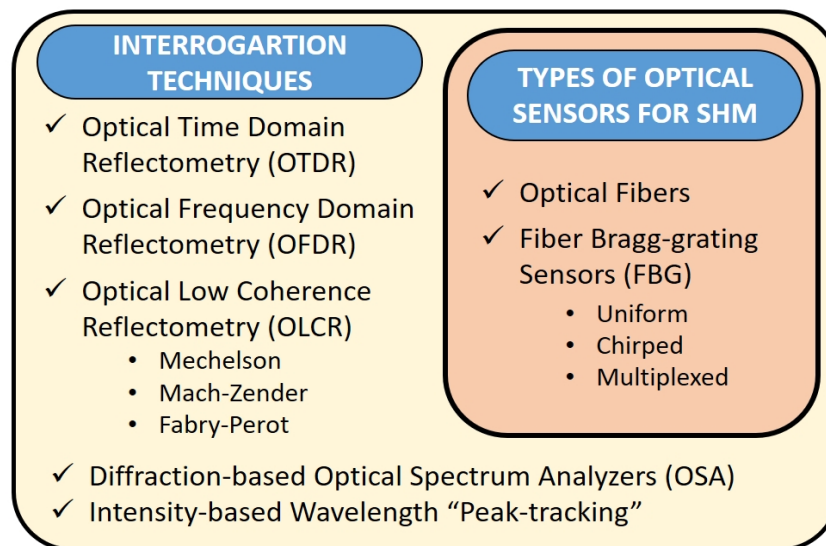 INTERROGARTION
TECHNIQUES
✓ Optical Time Domain
Reflectometry (OTDR)
✓ Optical Frequency Domain
Reflectometry (OFDR)
✓ Optical Low Coherence
Reflectometry (OLCR)
• Mechelson
• Mach-Zender
• Fabry-Perot
TYPES OF OPTICAL
SENSORS FOR SHM
✓ Optical Fibers
✓ Fiber Bragg-grating
Sensors (FBG)
• Uniform
• Chirped
• Multiplexed
✓ Diffraction-based Optical Spectrum Analyzers (OSA)
✓ Intensity-based Wavelength “Peak-tracking”